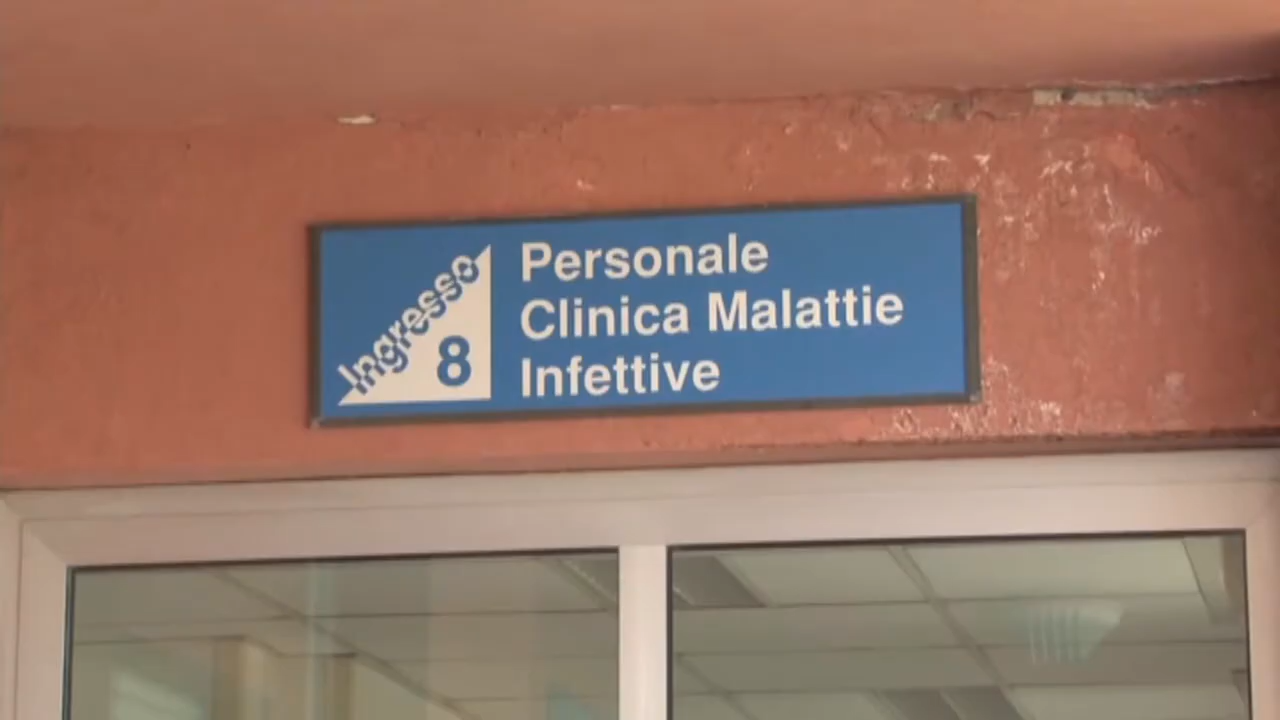 Ingresso
8
Personale
Clinica Malattie
Infettive